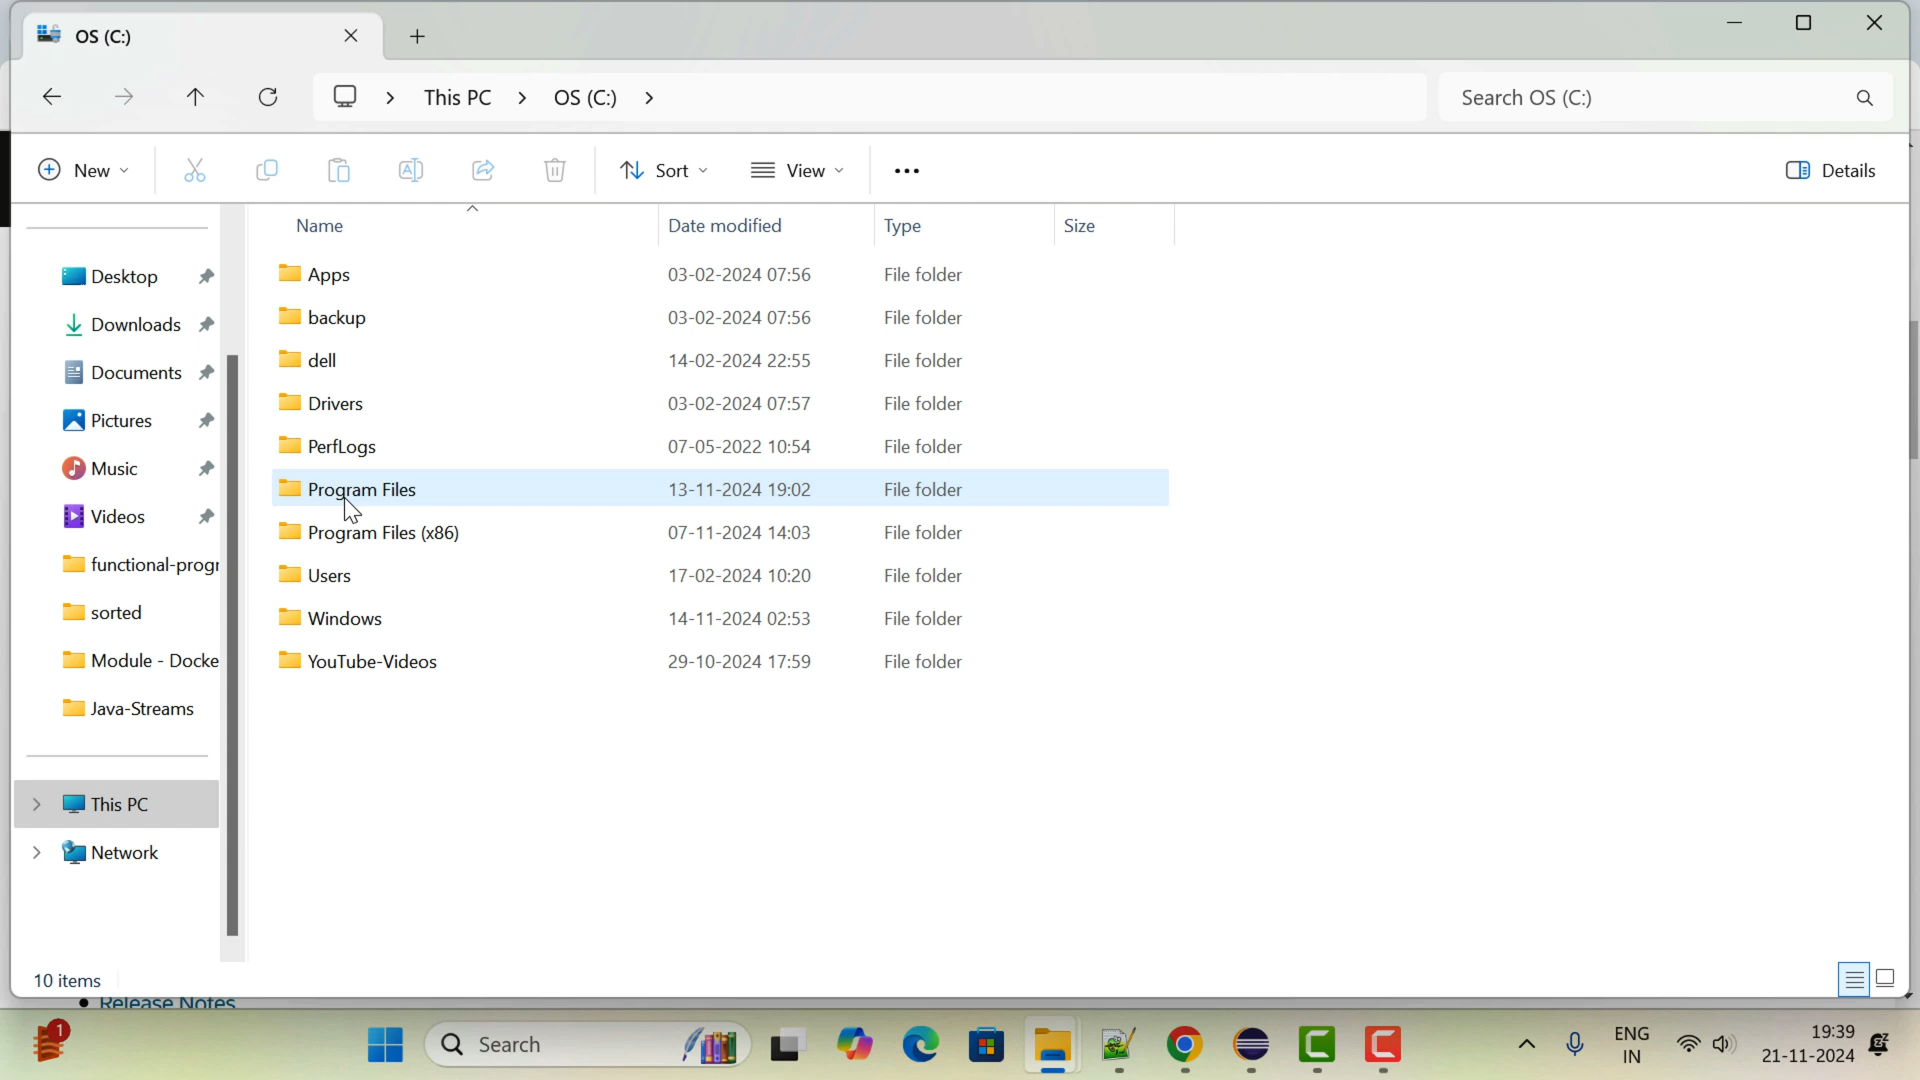 OS (C:)
This PC > OS (C:) >
Search OS (C:)
New
Sort
View
Details
Name Date modified Type Size
Apps 03-02-2024 07:56 File folder
backup 03-02-2024 07:56 File folder
dell 14-02-2024 22:55 File folder
Drivers 03-02-2024 07:57 File folder
PerfLogs 07-05-2022 10:54 File folder
Program Files 13-11-2024 19:02 File folder
Program Files (x86) 07-11-2024 14:03 File folder
Users 17-02-2024 10:20 File folder
Windows 14-11-2024 02:53 File folder
YouTube-Videos 29-10-2024 17:59 File folder
Desktop
Downloads
Documents
Pictures
Music
Videos
functional-progr
sorted
Module - Docke
Java-Streams
This PC
Network
10 items
Release Notes
1
Search
ENG
IN
19:39
21-11-2024